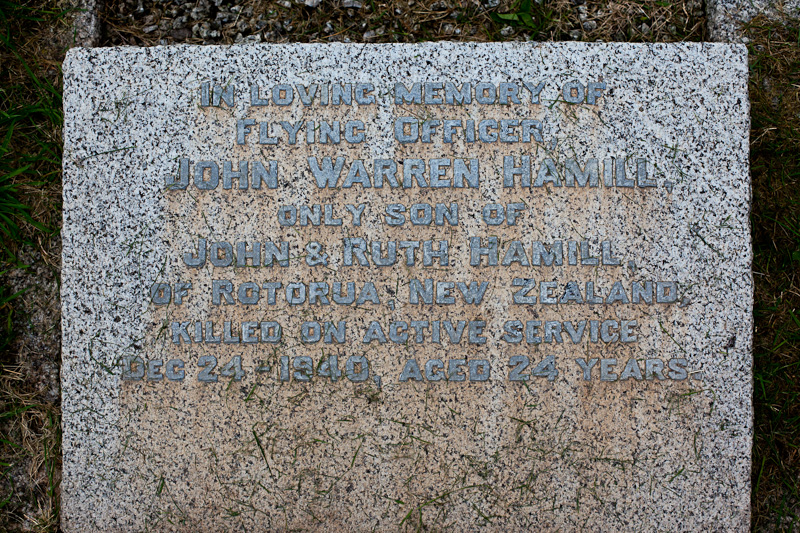 IN LOVING MEMORY OF
FLYING OFFICER,
JOHN WARREN HAMILL,
ONLY SON OF
JOHN & RUTH HAMILL,
OF ROTORUA, NEW ZEALAND,
KILLED ON ACTIVE SERVICE
DEC 24-1940, AGED 24 YEARS.